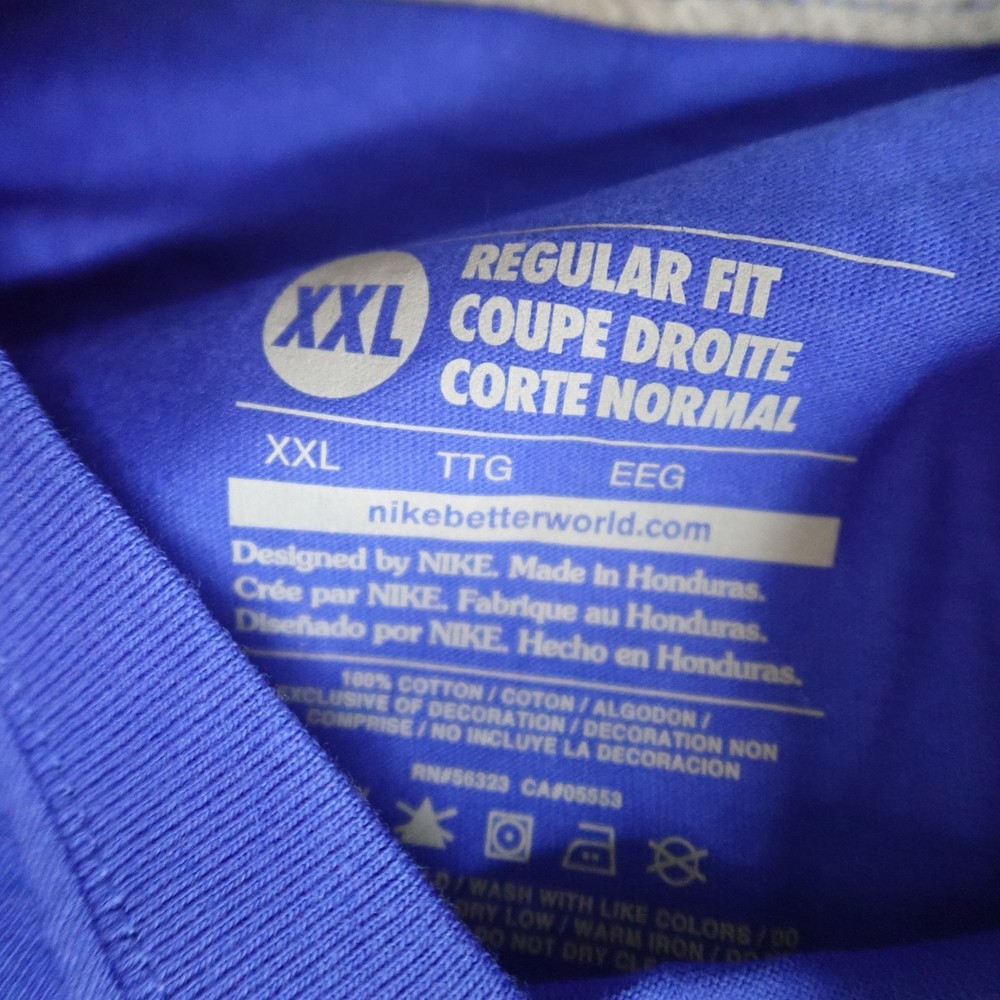 XXL
REGULAR FIT
COUPE DROITE
CORTE NORMAL
XXL TTG EEG
nikebetterworld.com
Designed by NIKE. Made in Honduras.
Crée par NIKE. Fabrique au Honduras.
Diseñado por NIKE. Hecho en Honduras.
100% COTTON / COTON / ALGODON /
EXCLUSIVE OF DECORATION / DECORATION NON
COMPRISE / NO INCLUYE LA DECORACION
RN#56323 CA#05553
/ WASH WITH LIKE COLORS / DO
DRY LOW / WARM IRON /
DO NOT DRY